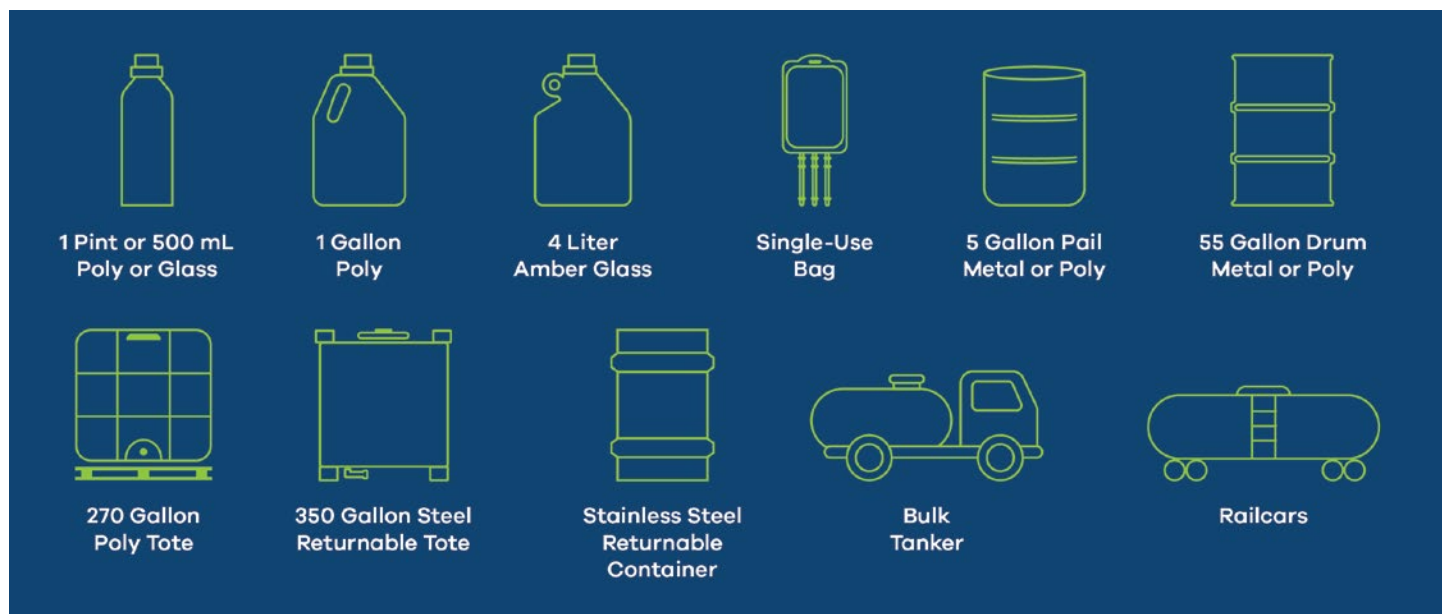 1 Pint or 500 mL
Poly or Glass
1 Gallon
Poly
4 Liter
Amber Glass
Single-Use
Bag
5 Gallon Pail
Metal or Poly
55 Gallon Drum
Metal or Poly
270 Gallon
Poly Tote
350 Gallon Steel
Returnable Tote
Stainless Steel
Returnable
Container
Bulk
Tanker
Railcars